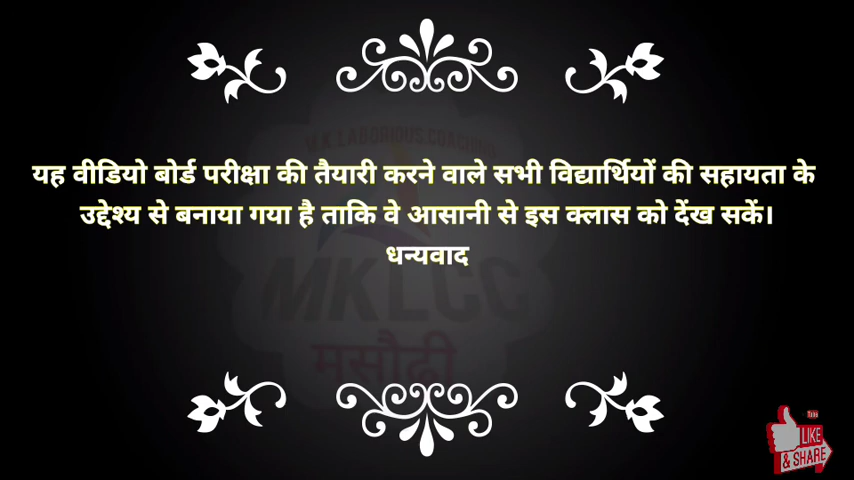 M.K LABORIOUS COACHING
यह वीडियो बोर्ड परीक्षा की तैयारी करने वाले सभी विद्यार्थियों की सहायता के
उद्देश्य से बनाया गया है ताकि वे आसानी से इस क्लास को देंख सकें।
धन्यवाद
MKLCC
मसौढ़ी
LIKE
& SHARE